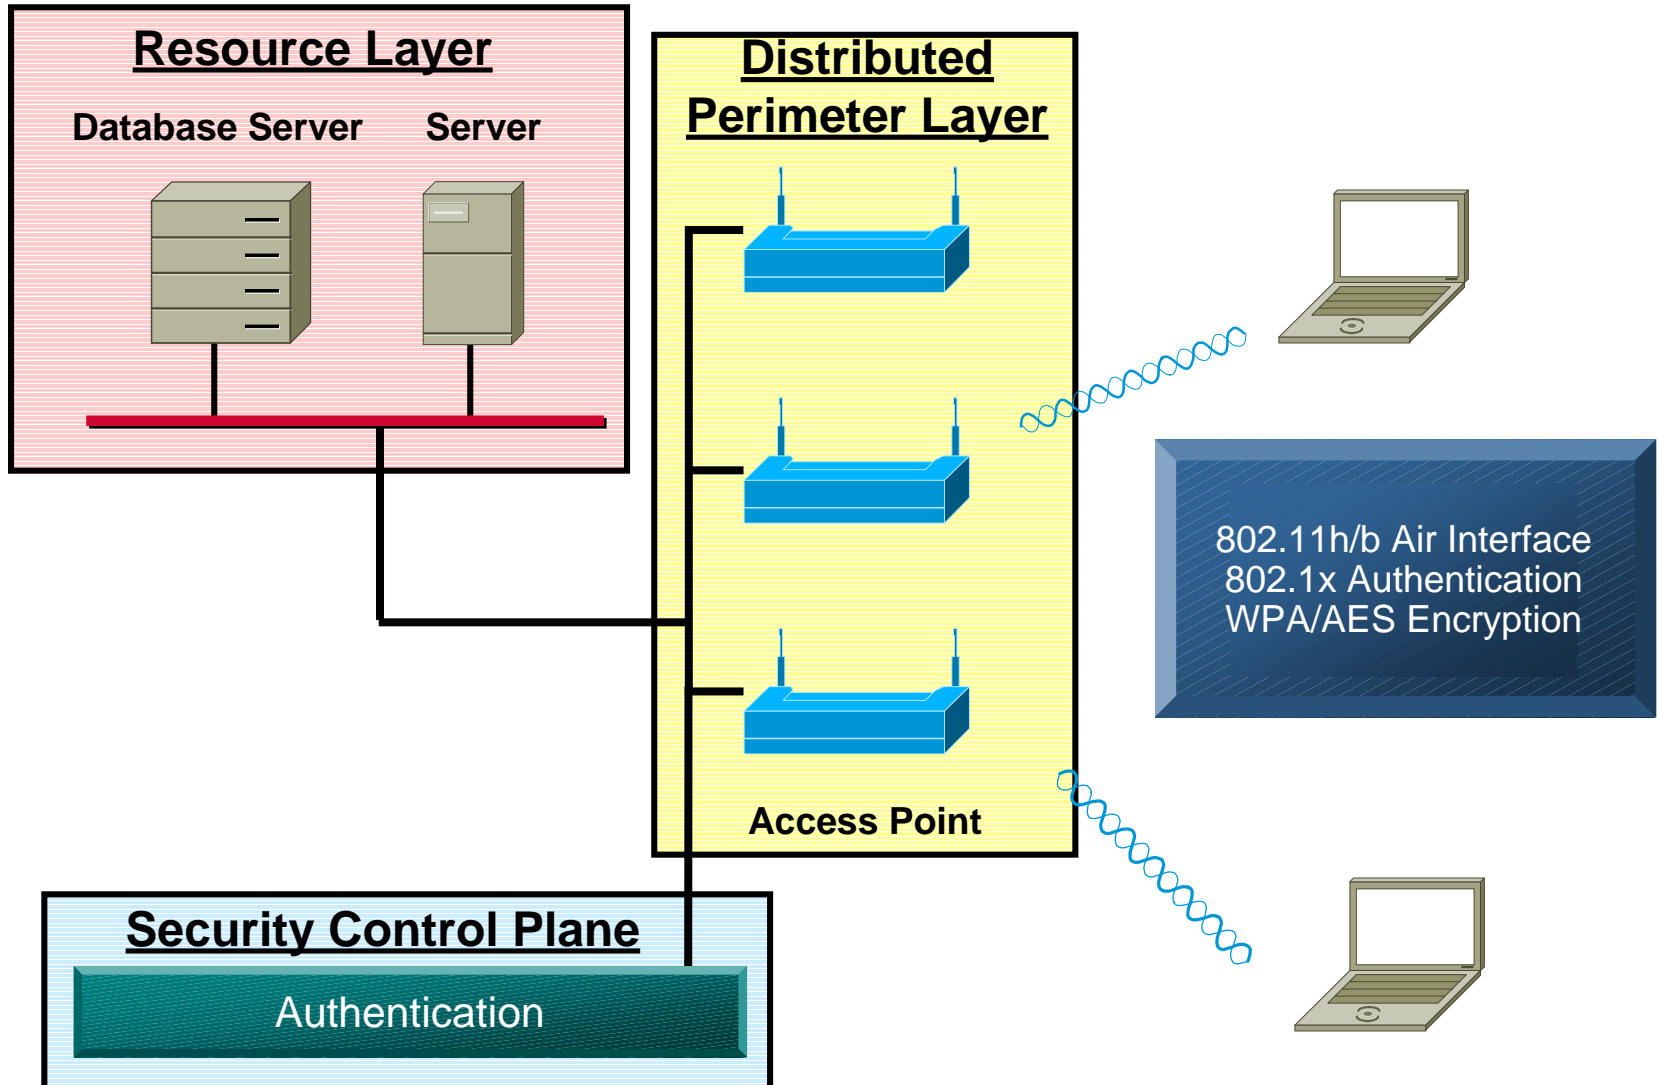 Resource Layer
Database Server
Server
Distributed
Perimeter Layer
Access Point
802.11h/b Air Interface
802.1x Authentication
WPA/AES Encryption
Security Control Plane
Authentication